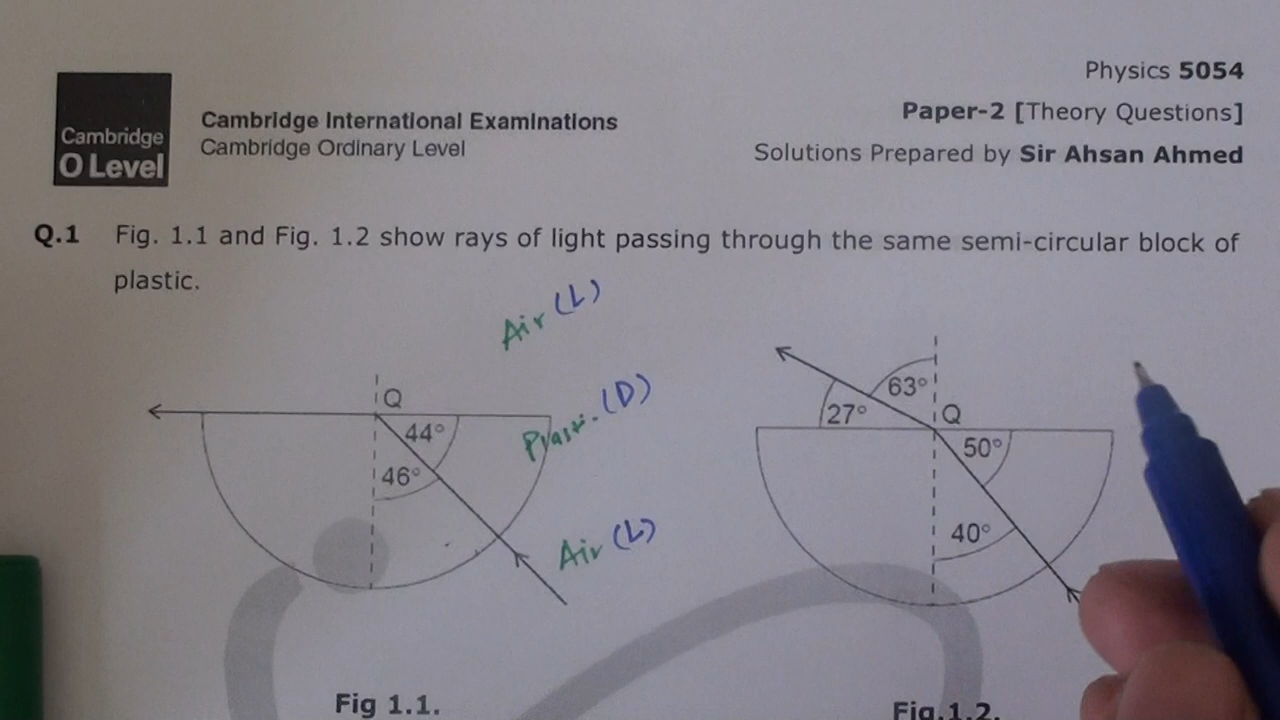 Physics 5054
Cambridge
O Level
Cambridge International Examinations
Cambridge Ordinary Level
Paper-2 [Theory Questions]
Solutions Prepared by Sir Ahsan Ahmed
Q.1 Fig. 1.1 and Fig. 1.2 show rays of light passing through the same semi-circular block of
plastic.
Air (L)
Q
44°
46°
Plasti. (D)
Air (L)
63°
27°
Q
50°
40°
Fig 1.1.
Fig.1.2.